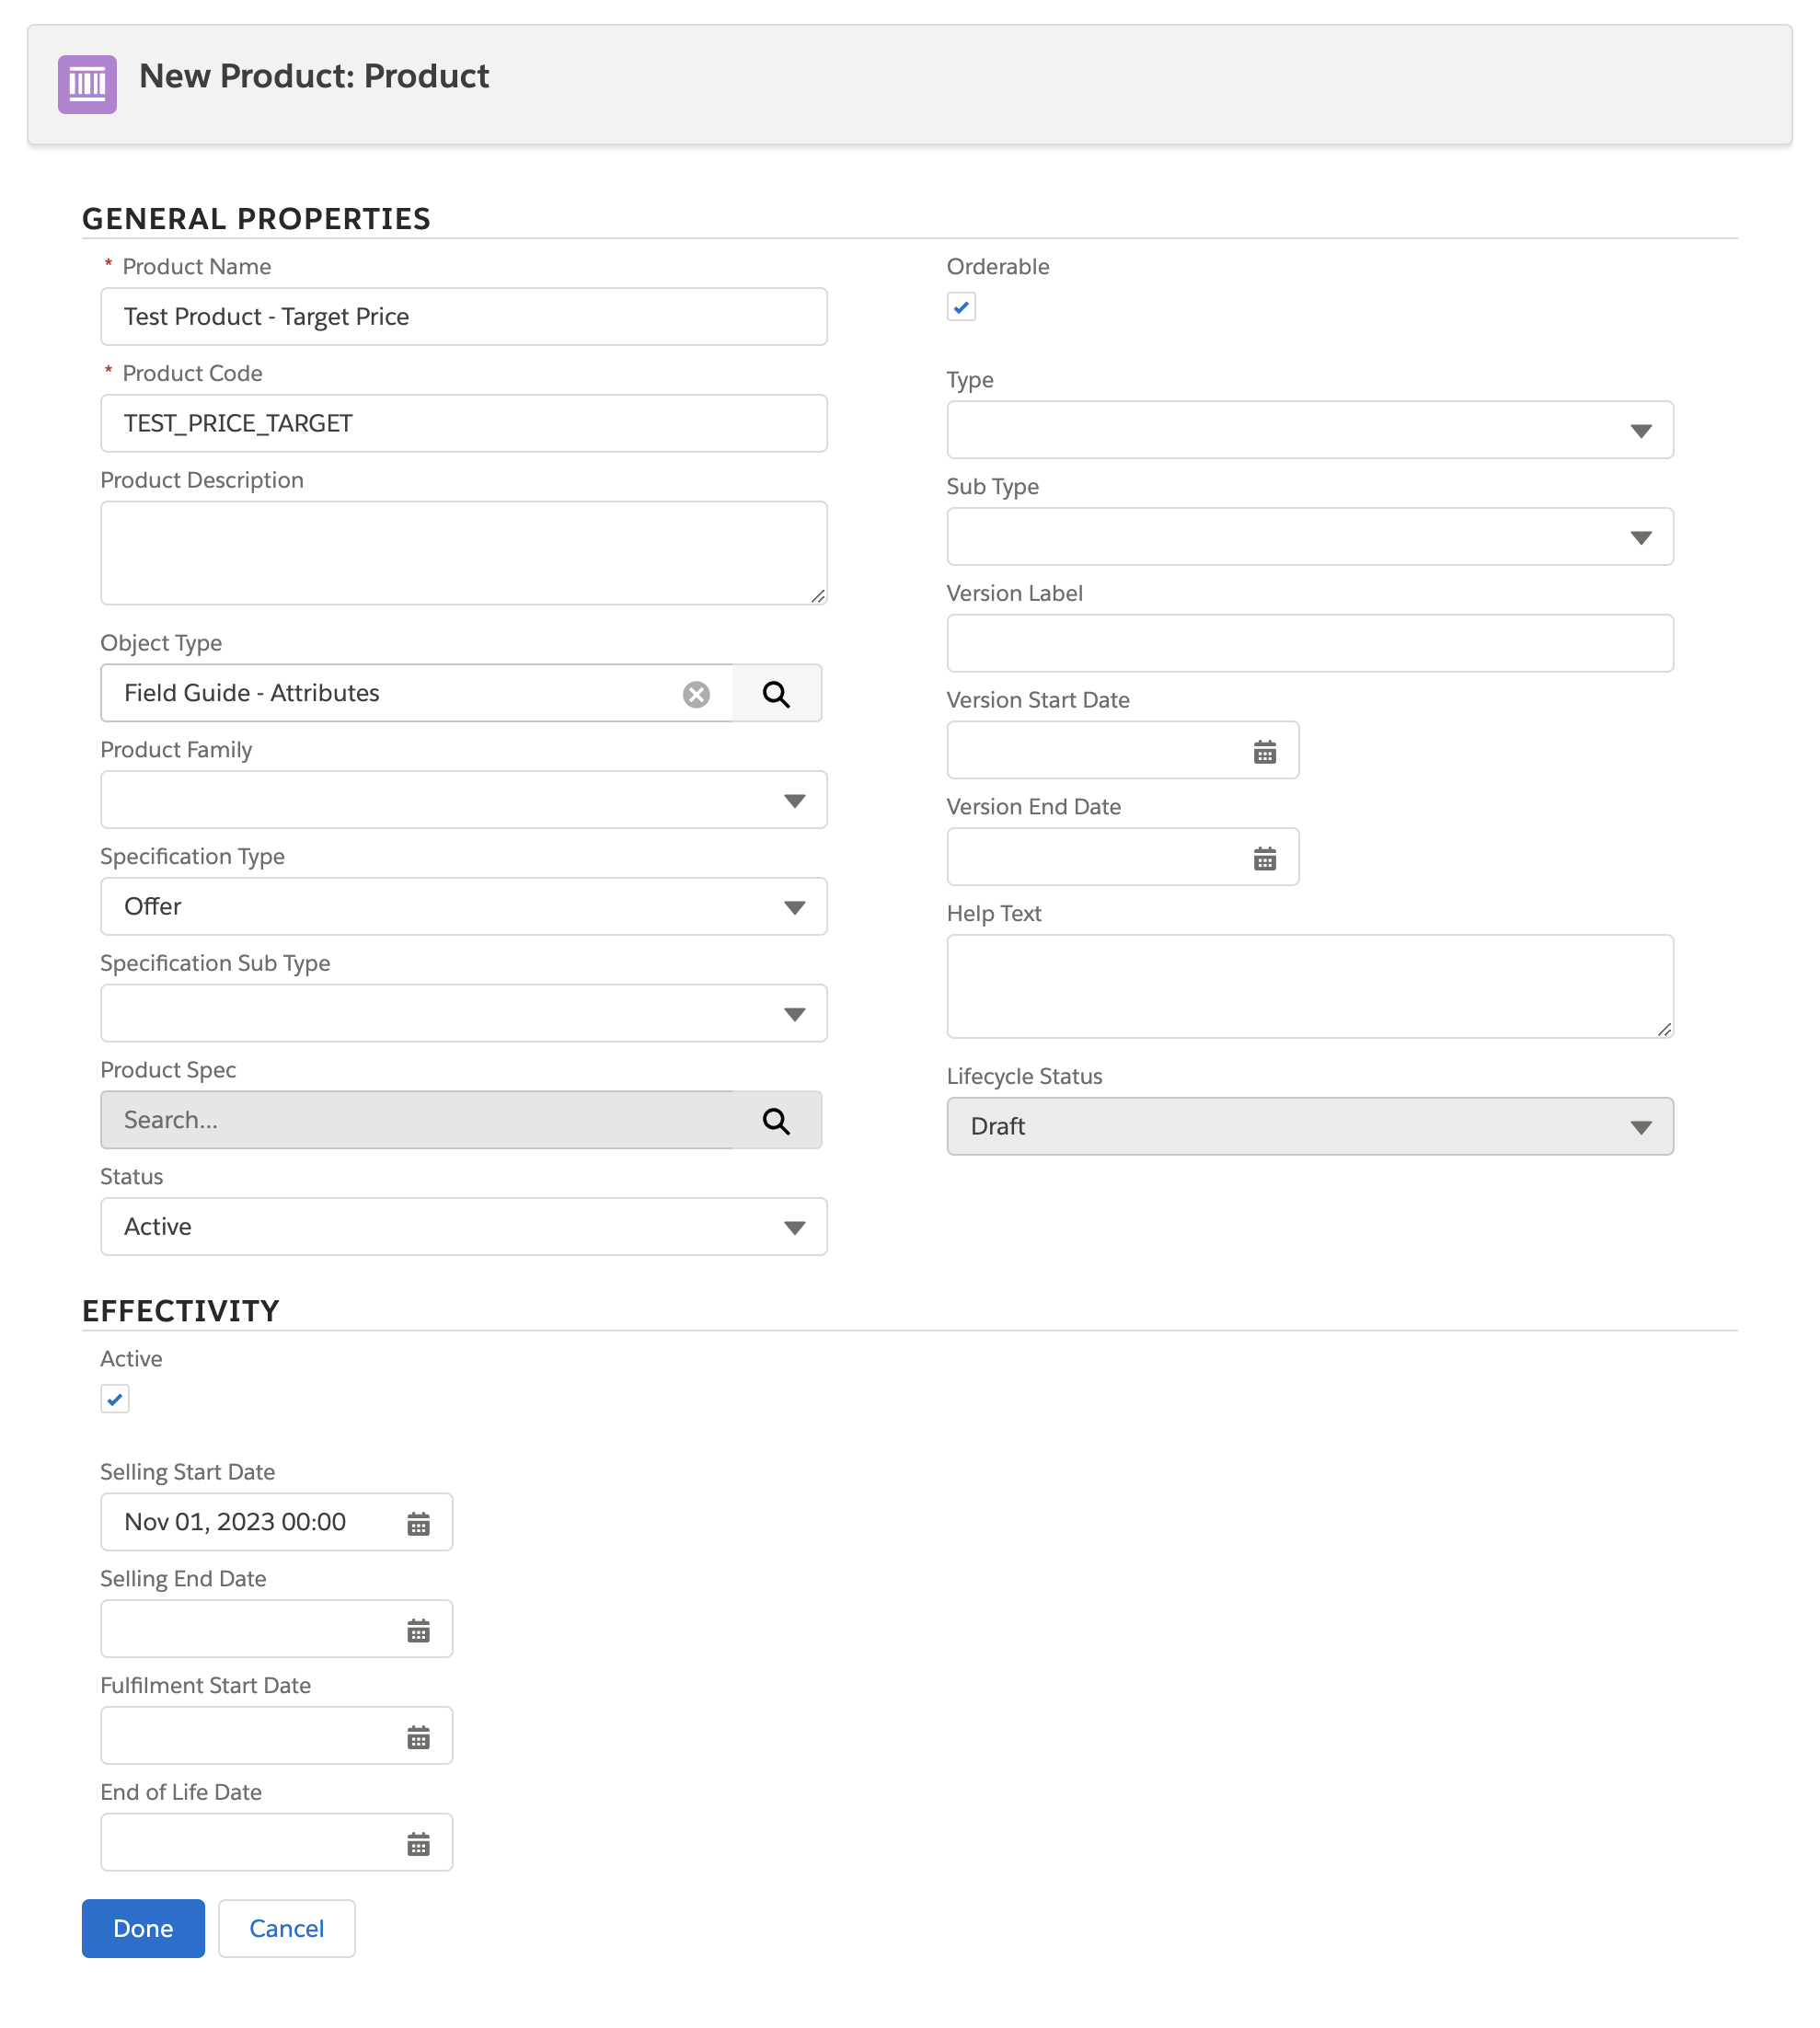 New Product: Product
GENERAL PROPERTIES
* Product Name
Test Product - Target Price
* Product Code
TEST_PRICE_TARGET
Product Description
Object Type
Field Guide - Attributes
Product Family
Specification Type
Offer
Specification Sub Type
Product Spec
Search...
Status
Active
Orderable
Type
Sub Type
Version Label
Version Start Date
Version End Date
Help Text
Lifecycle Status
Draft
EFFECTIVITY
Active
Selling Start Date
Nov 01, 2023 00:00
Selling End Date
Fulfilment Start Date
End of Life Date
Done
Cancel